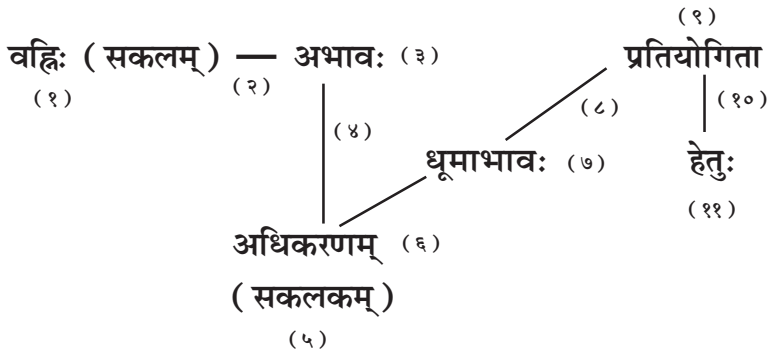 (९)
वह्निः ( सकलम् ) — अभावः (३) प्रतियोगिता
(१) (२) (८) (१०)
(४)
धूमाभावः (७) हेतुः
(११)
अधिकरणम् (६)
( सकलकम् )
(५)